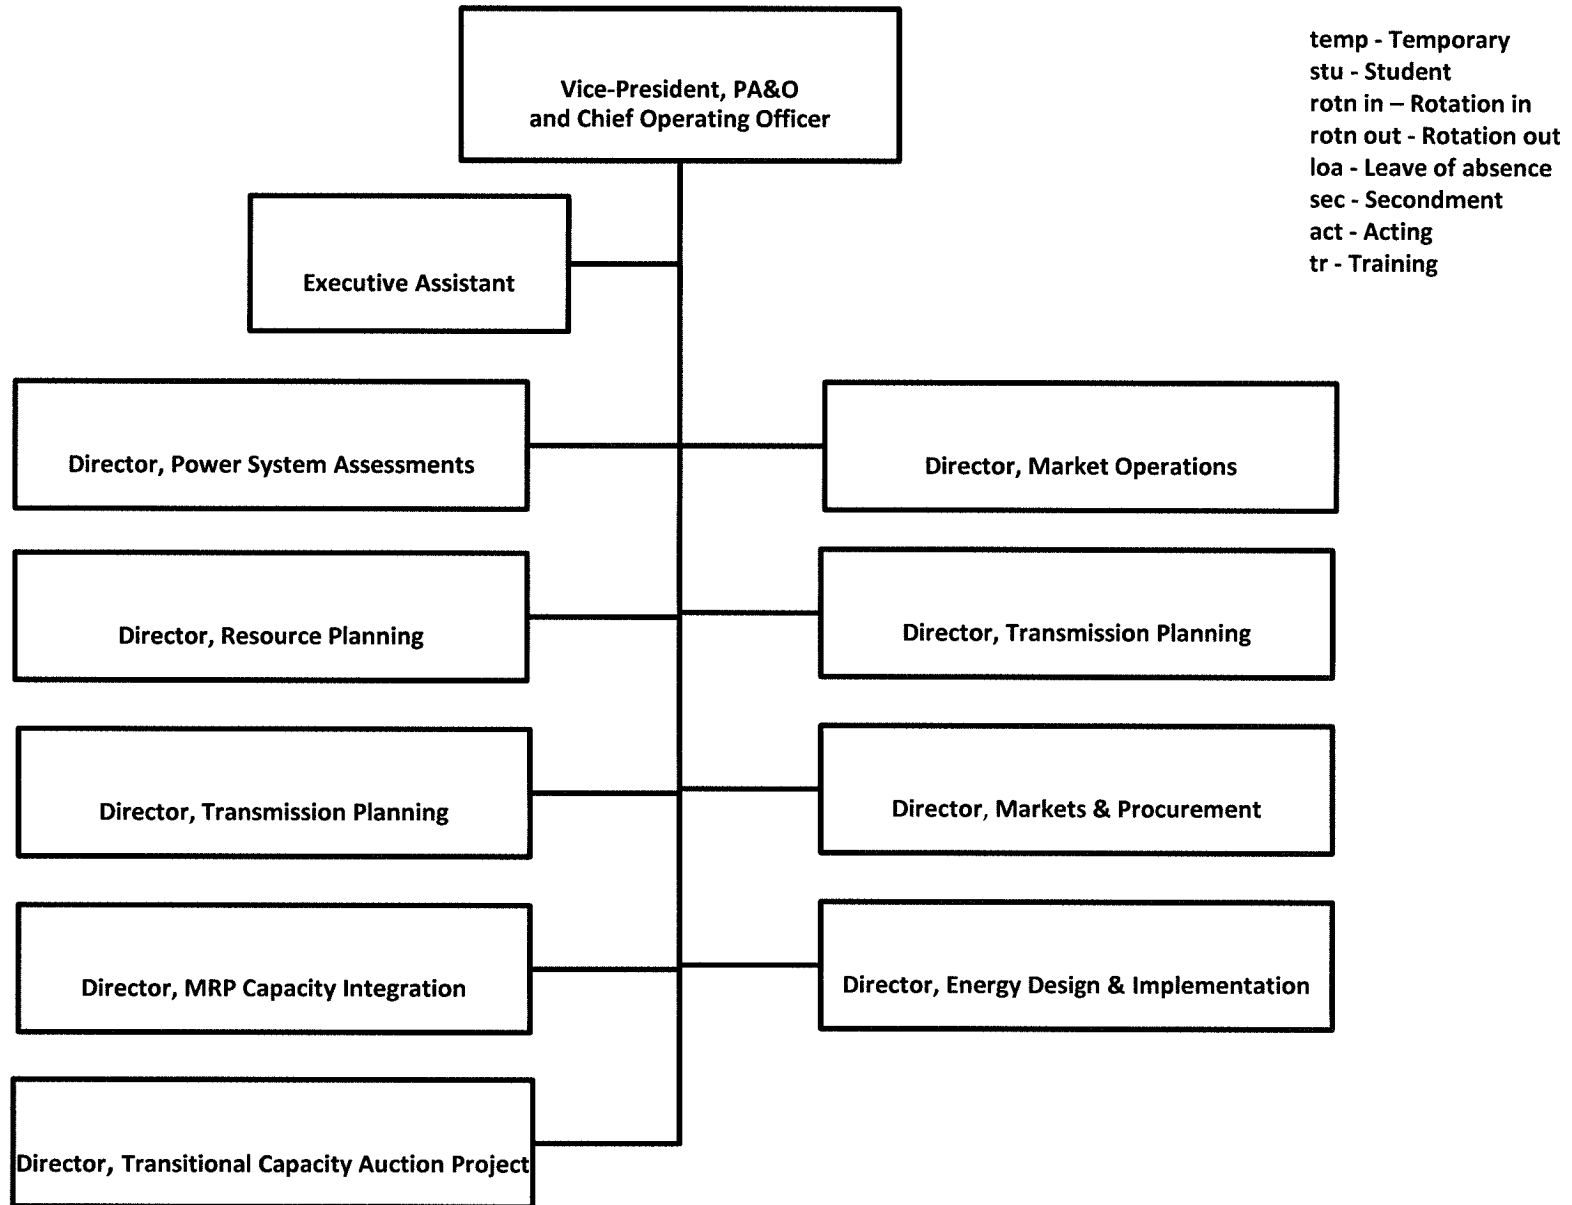 Vice-President, PA&O
and Chief Operating Officer
temp - Temporary
stu - Student
rotn in – Rotation in
rotn out - Rotation out
loa - Leave of absence
sec - Secondment
act - Acting
tr - Training
Executive Assistant
Director, Power System Assessments
Director, Market Operations
Director, Resource Planning
Director, Transmission Planning
Director, Transmission Planning
Director, Markets & Procurement
Director, MRP Capacity Integration
Director, Energy Design & Implementation
Director, Transitional Capacity Auction Project